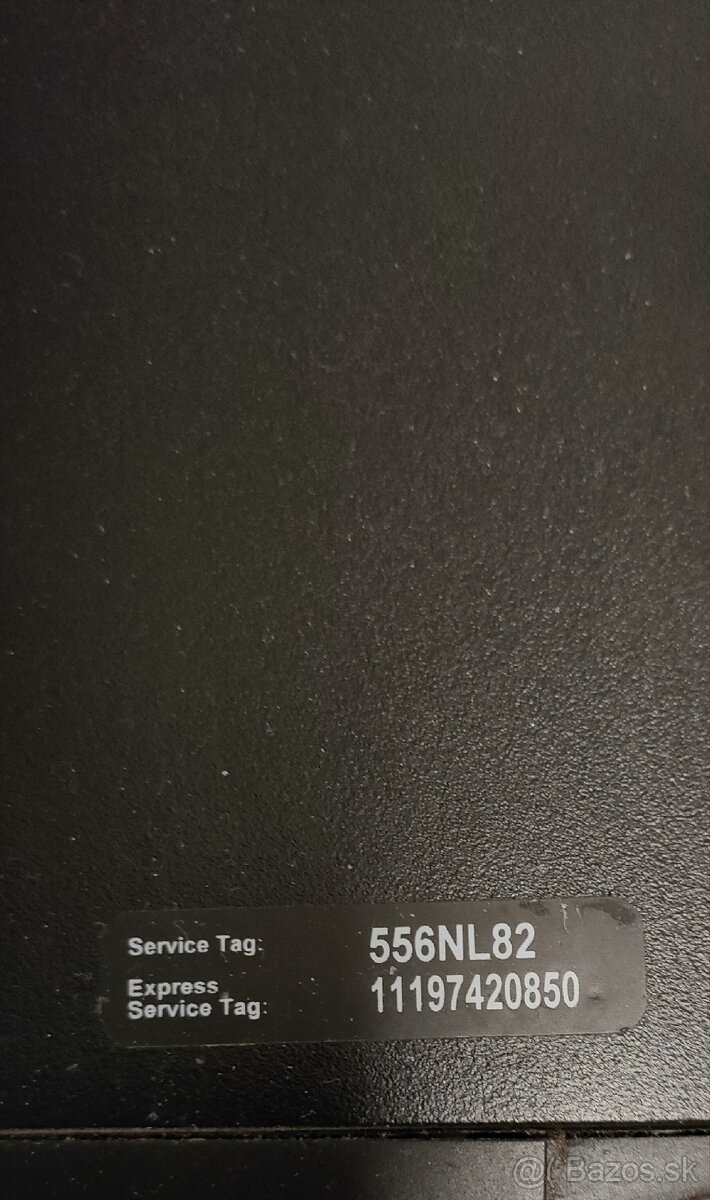 Service Tag: 556NL82
Express
Service Tag: 11197420850
@ Bazos.sk